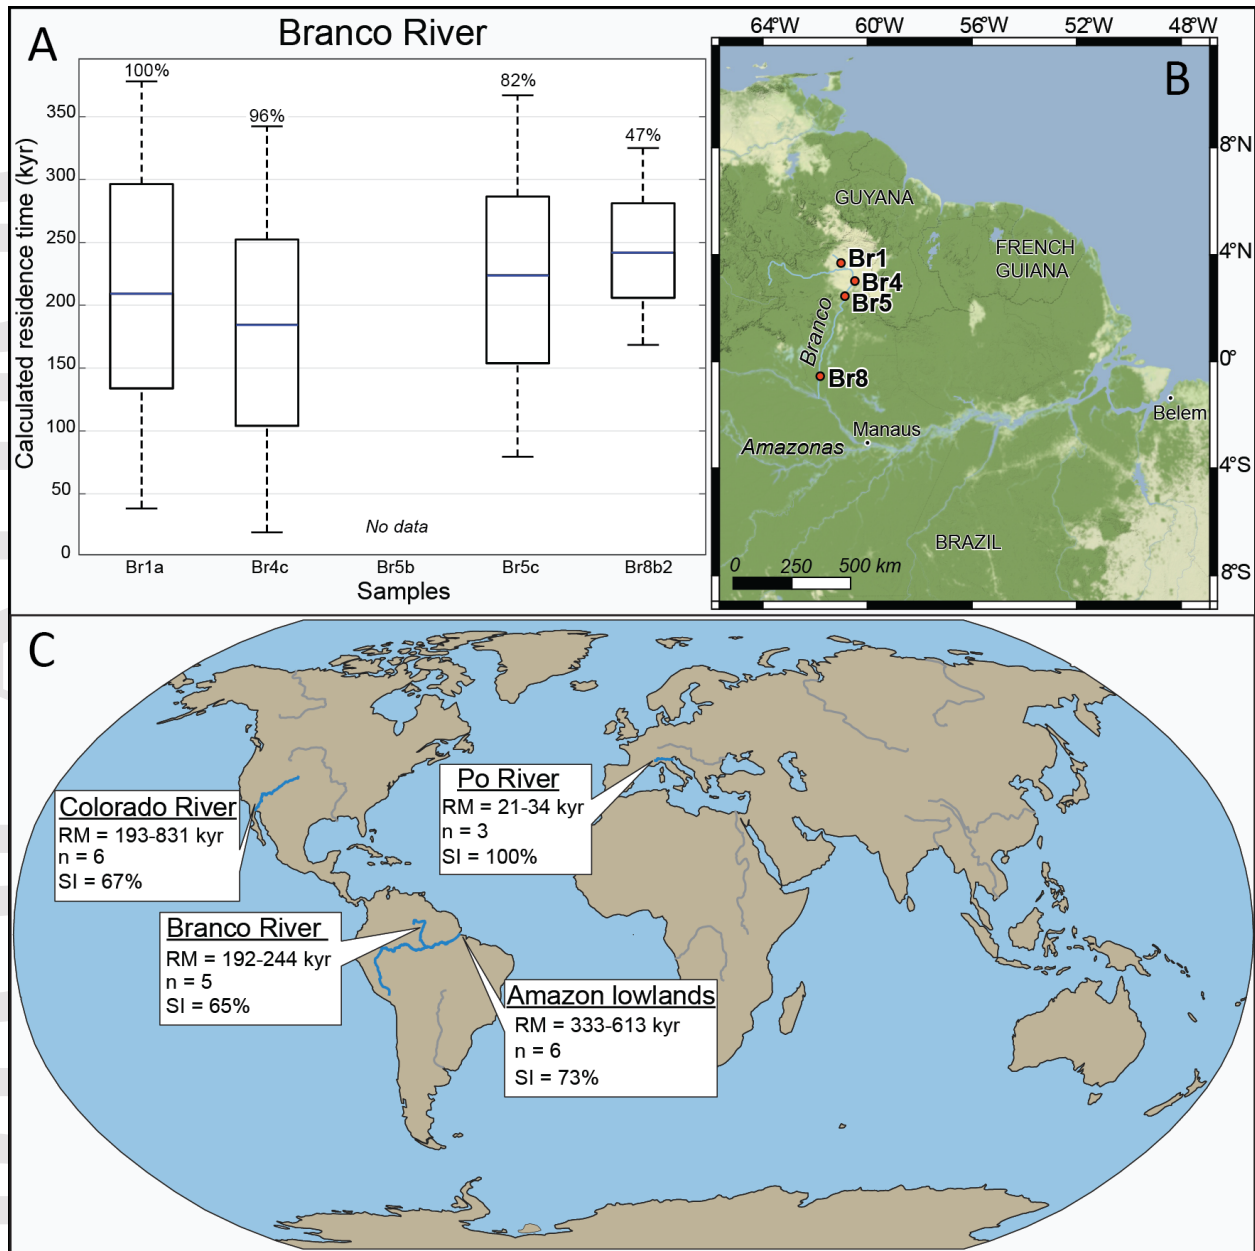 A
Branco River
Calculated residence time (kyr)
350
300
250
200
150
100
50
0
100%
96%
82%
47%
No data
Br1a
Br4c
Br5b
Br5c
Br8b2
Samples
64°W
60°W
56°W
52°W
48°W
B
8°N
4°N
0°
4°S
8°S
GUYANA
FRENCH
GUIANA
Br1
Br4
Br5
Branco
Br8
Belem
Manaus
Amazonas
BRAZIL
0
250
500 km
C
Colorado River
RM = 193-831 kyr
n = 6
SI = 67%
Po River
RM = 21-34 kyr
n = 3
SI = 100%
Branco River
RM = 192-244 kyr
n = 5
SI = 65%
Amazon lowlands
RM = 333-613 kyr
n = 6
SI = 73%